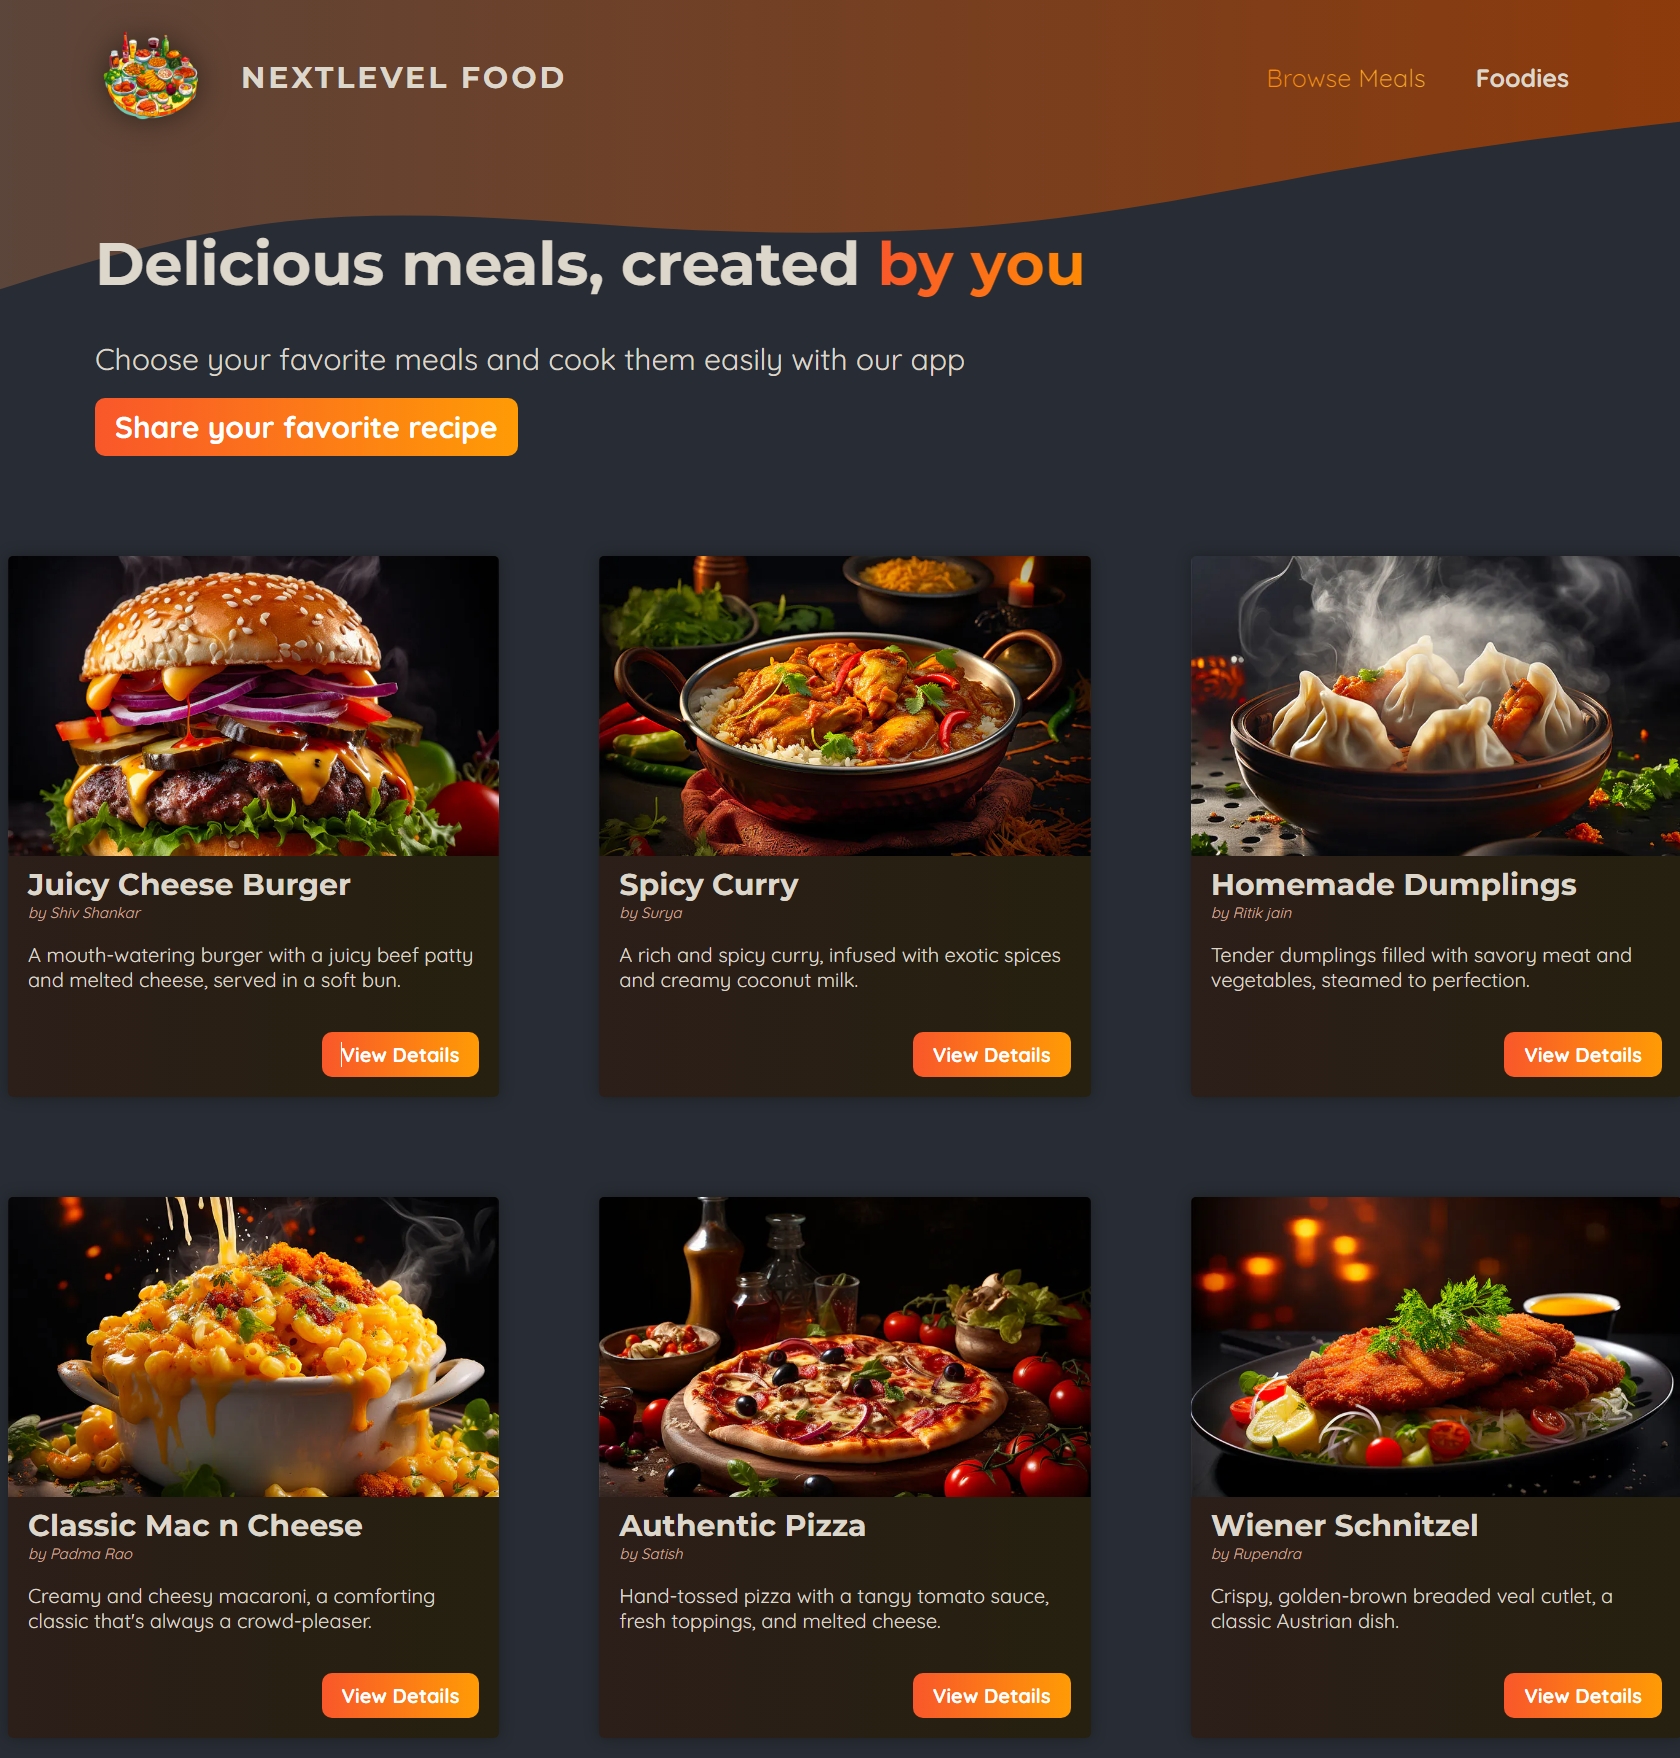 NEXTLEVEL FOOD
Browse Meals
Foodies
Delicious meals, created by you
Choose your favorite meals and cook them easily with our app
Share your favorite recipe
Juicy Cheese Burger
by Shiv Shankar
A mouth-watering burger with a juicy beef patty
and melted cheese, served in a soft bun.
View Details
Spicy Curry
by Surya
A rich and spicy curry, infused with exotic spices
and creamy coconut milk.
View Details
Homemade Dumplings
by Ritik jain
Tender dumplings filled with savory meat and
vegetables, steamed to perfection.
View Details
Classic Mac n Cheese
by Padma Rao
Creamy and cheesy macaroni, a comforting
classic that's always a crowd-pleaser.
View Details
Authentic Pizza
by Satish
Hand-tossed pizza with a tangy tomato sauce,
fresh toppings, and melted cheese.
View Details
Wiener Schnitzel
by Rupendra
Crispy, golden-brown breaded veal cutlet, a
classic Austrian dish.
View Details